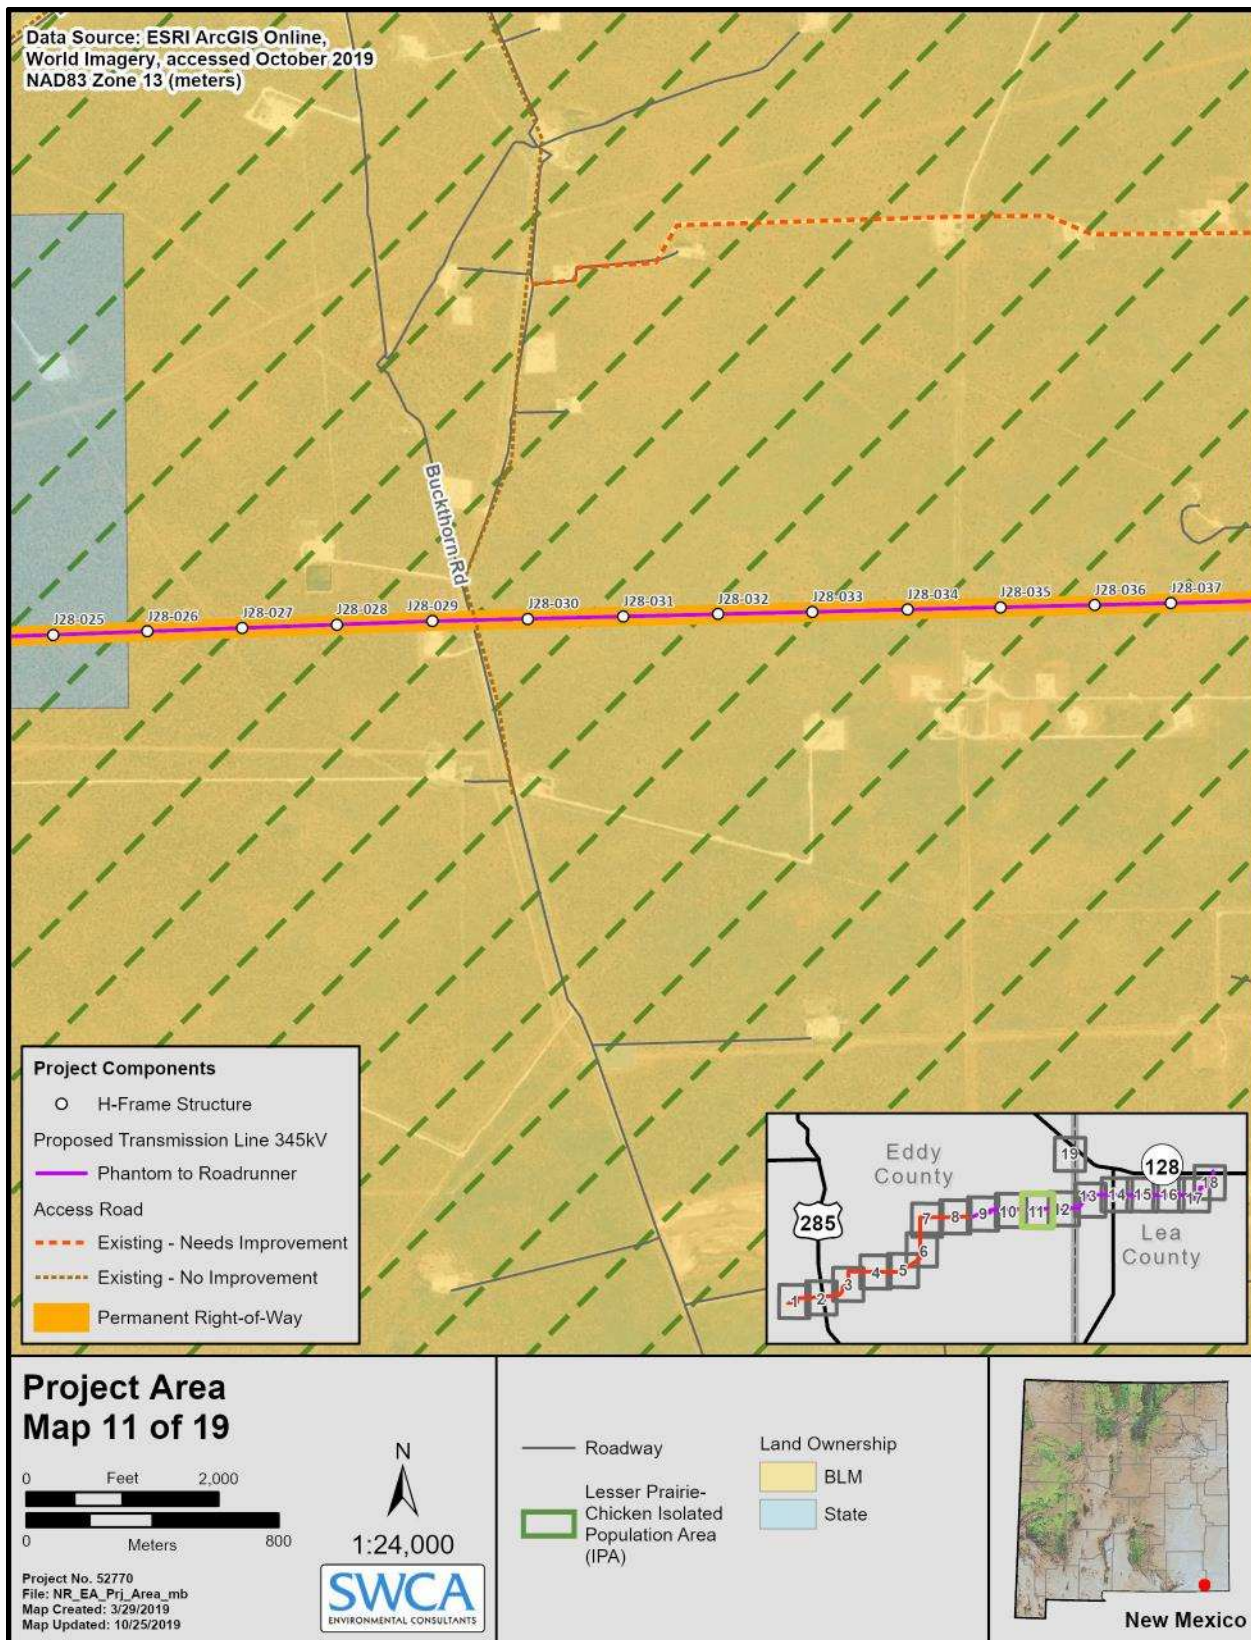 Data Source: ESRI ArcGIS Online,
World Imagery, accessed October 2019
NAD83 Zone 13 (meters)
Buckthorn Rd
J28-025
J28-026
J28-027
J28-028
J28-029
J28-030
J28-031
J28-032
J28-033
J28-034
J28-035
J28-036
J28-037
Project Components
H-Frame Structure
Proposed Transmission Line 345kV
Phantom to Roadrunner
Access Road
Existing - Needs Improvement
Existing - No Improvement
Permanent Right-of-Way
Eddy
County
285
128
Lea
County
1
2
3
4
5
6
7
8
9
10
11
12
13
14
15
16
17
18
19
Project Area
Map 11 of 19
0 Feet 2,000
0 Meters 800
N
1:24,000
Project No. 52770
File: NR_EA_Prj_Area_mb
Map Created: 3/29/2019
Map Updated: 10/25/2019
SWCA
ENVIRONMENTAL CONSULTANTS
Roadway
Lesser Prairie-
Chicken Isolated
Population Area
(IPA)
Land Ownership
BLM
State
New Mexico